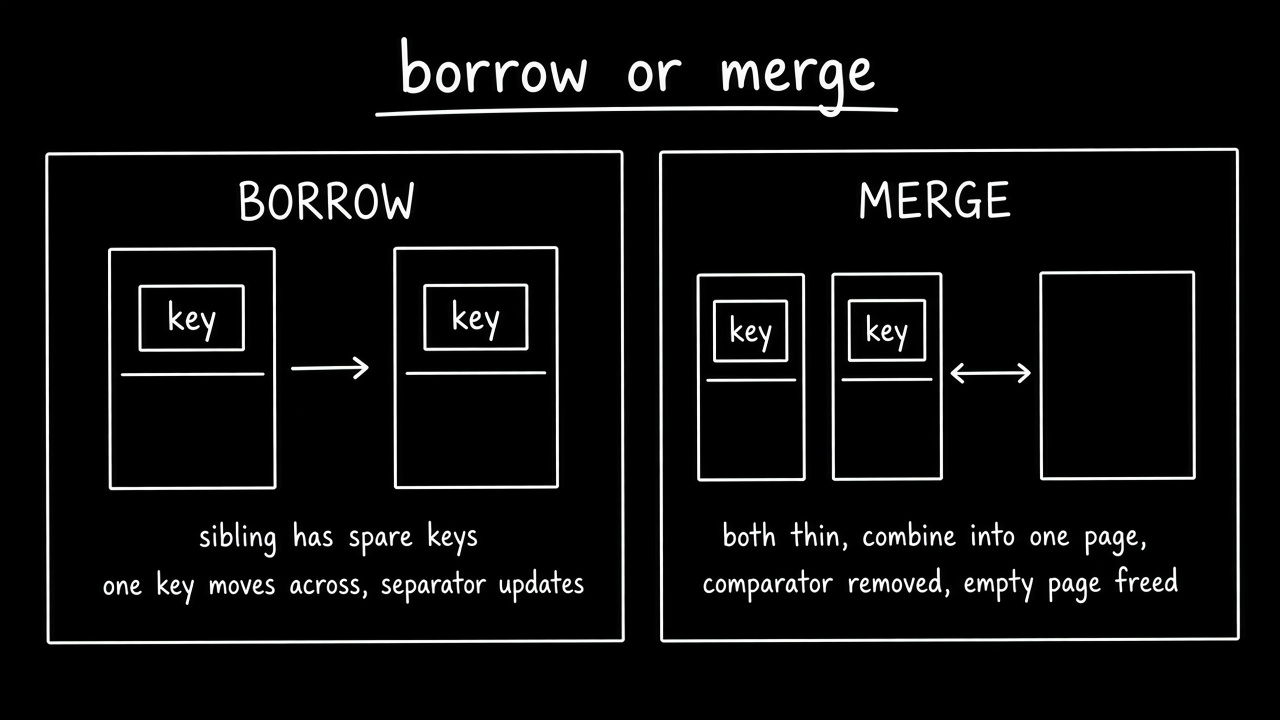 borrow or merge
BORROW
key
key
sibling has spare keys
one key moves across, separator updates
MERGE
key
key
both thin, combine into one page,
comparator removed, empty page freed